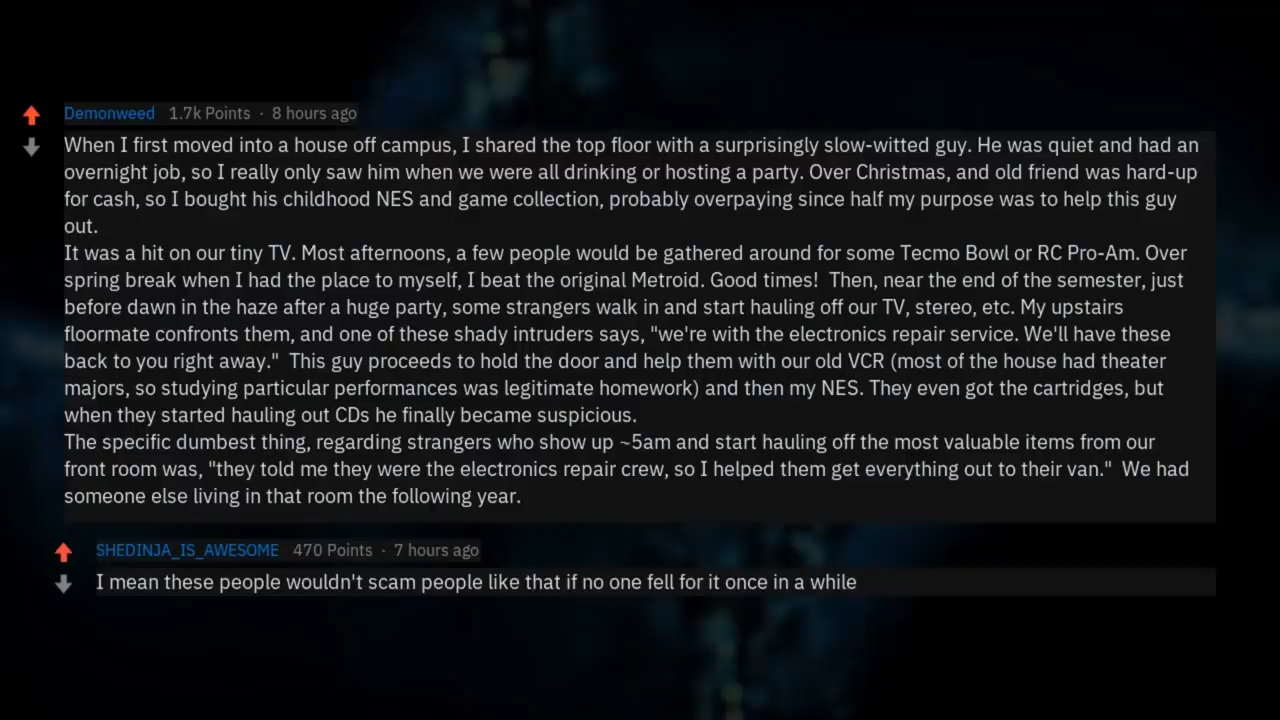 Demonweed 1.7k Points · 8 hours ago
When I first moved into a house off campus, I shared the top floor with a surprisingly slow-witted guy. He was quiet and had an
overnight job, so I really only saw him when we were all drinking or hosting a party. Over Christmas, and old friend was hard-up
for cash, so I bought his childhood NES and game collection, probably overpaying since half my purpose was to help this guy
out.
It was a hit on our tiny TV. Most afternoons, a few people would be gathered around for some Tecmo Bowl or RC Pro-Am. Over
spring break when I had the place to myself, I beat the original Metroid. Good times!  Then, near the end of the semester, just
before dawn in the haze after a huge party, some strangers walk in and start hauling off our TV, stereo, etc. My upstairs
floormate confronts them, and one of these shady intruders says, "we're with the electronics repair service. We'll have these
back to you right away."  This guy proceeds to hold the door and help them with our old VCR (most of the house had theater
majors, so studying particular performances was legitimate homework) and then my NES. They even got the cartridges, but
when they started hauling out CDs he finally became suspicious.
The specific dumbest thing, regarding strangers who show up ~5am and start hauling off the most valuable items from our
front room was, "they told me they were the electronics repair crew, so I helped them get everything out to their van."  We had
someone else living in that room the following year.
SHEDINJA_IS_AWESOME 470 Points · 7 hours ago
I mean these people wouldn't scam people like that if no one fell for it once in a while